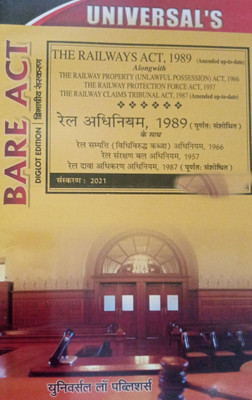 UNIVERSAL'S
BARE ACT
DIGLOT EDITION | द्विभाषीय संस्करण
THE RAILWAYS ACT, 1989 (Amended up-to-date)
Alongwith
THE RAILWAY PROPERTY (UNLAWFUL POSSESSION) ACT, 1966
THE RAILWAY PROTECTION FORCE ACT, 1957
THE RAILWAY CLAIMS TRIBUNAL ACT, 1987 (Amended up-to-date)
रेल अधिनियम, 1989 (पूर्णतः संशोधित)
के साथ
रेल सम्पत्ति (विधिविरुद्ध कब्जा) अधिनियम, 1966
रेल संरक्षण बल अधिनियम, 1957
रेल दावा अधिकरण अधिनियम, 1987 (पूर्णतः संशोधित)
संस्करण : 2021
युनिवर्सल लॉ पब्लिशर्स